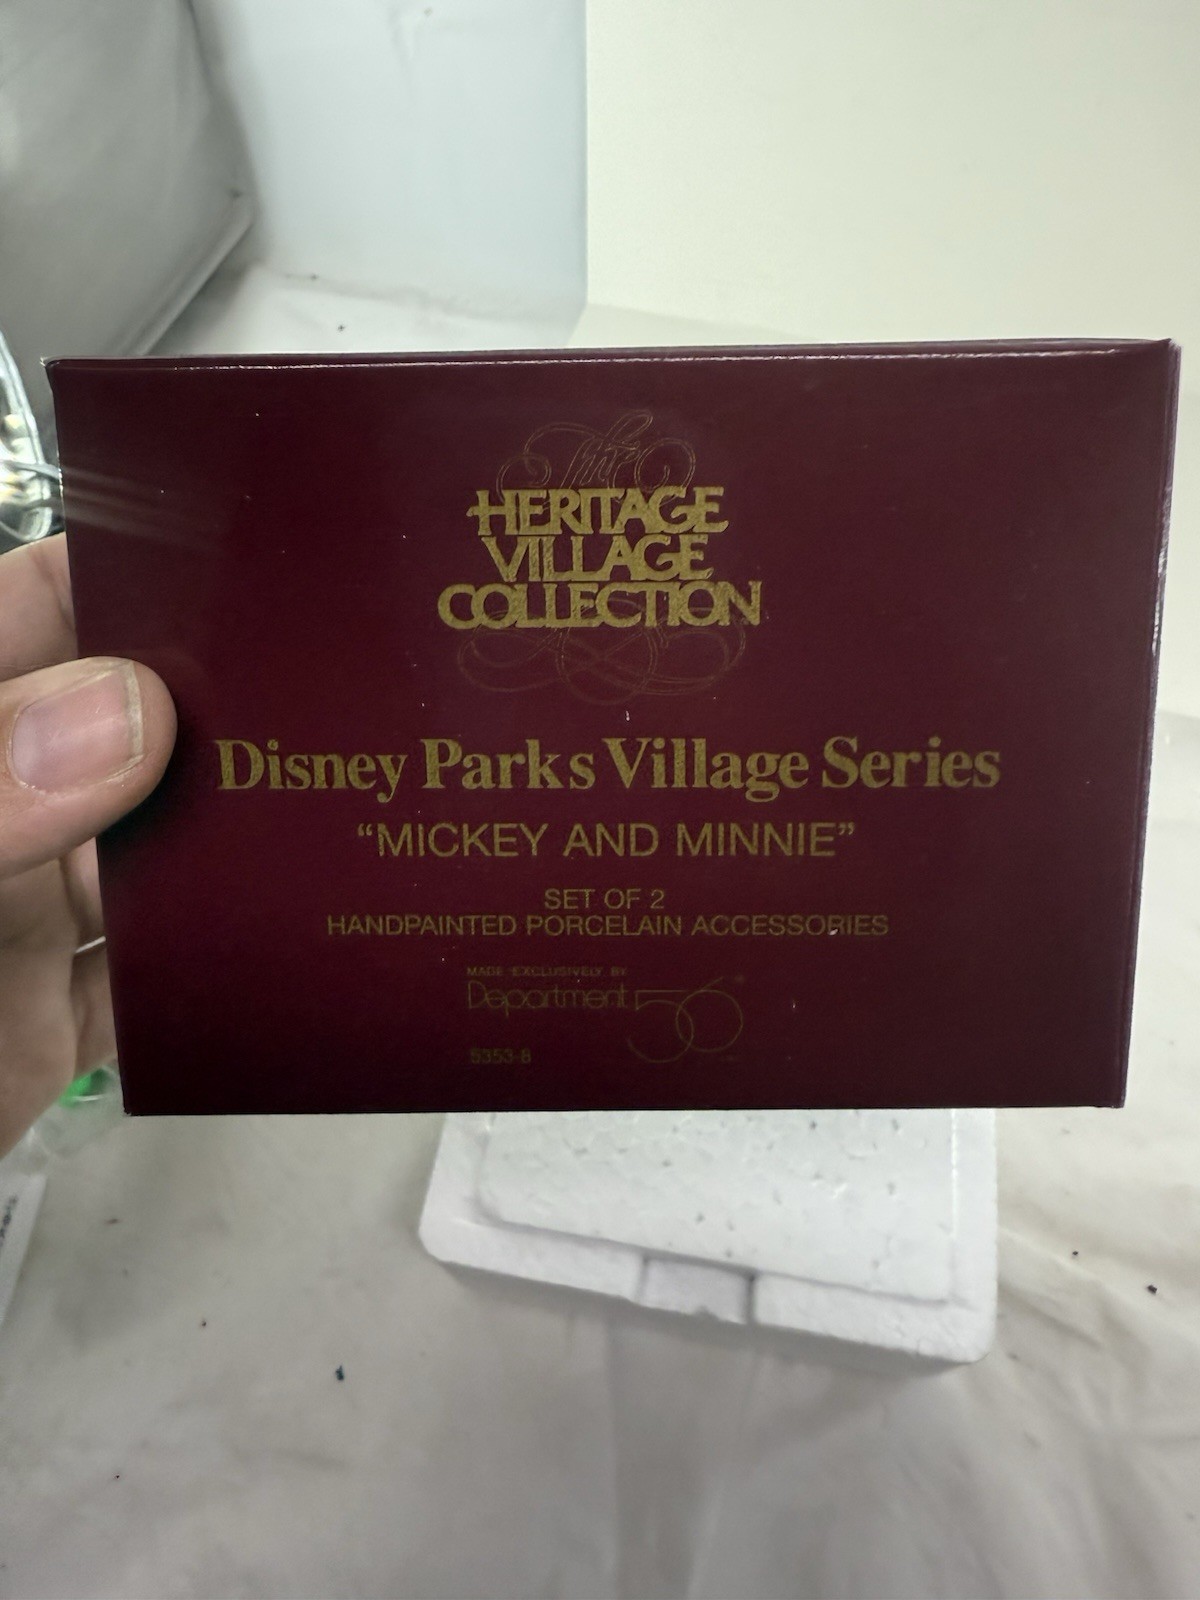 The
HERITAGE
VILLAGE
COLLECTION
Disney Parks Village Series
“MICKEY AND MINNIE”
SET OF 2
HANDPAINTED PORCELAIN ACCESSORIES
MADE EXCLUSIVELY BY
Department 56
5353-8